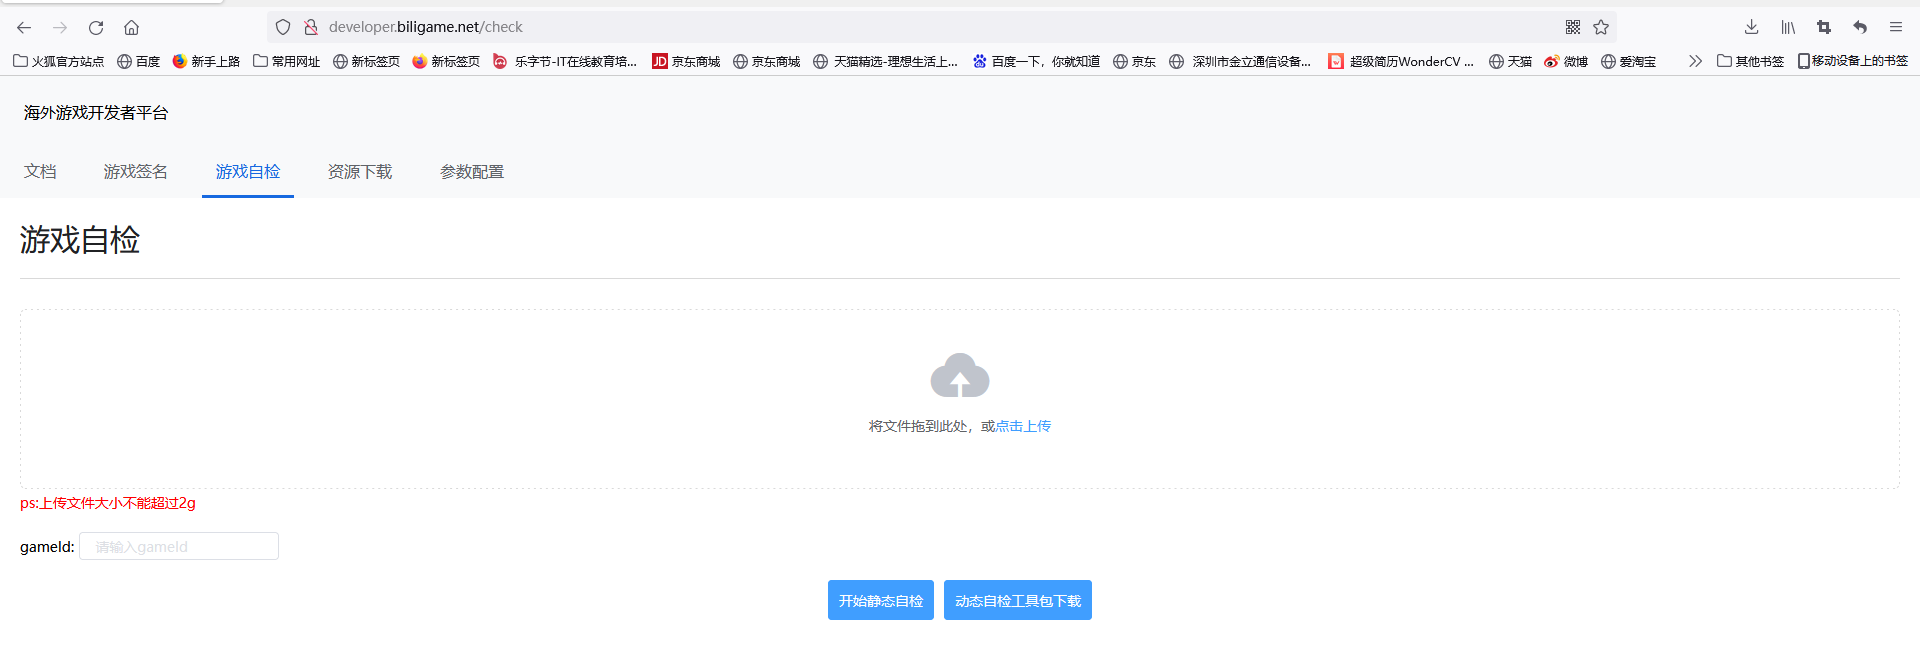 developer.biligame.net/check
火狐官方站点 百度 新手上路 常用网址 新标签页 新标签页 乐字节-IT在线教育培... JD 京东商城 京东商城 天猫精选-理想生活上... 百度一下，你就知道 京东 深圳市金立通信设备... 超级简历WonderCV ... 天猫 微博 爱淘宝 其他书签 移动设备上的书签
海外游戏开发者平台
文档 游戏签名 游戏自检 资源下载 参数配置
游戏自检
将文件拖到此处，或点击上传
ps:上传文件大小不能超过2g
gameId: 请输入gameId
开始静态自检 动态自检工具包下载